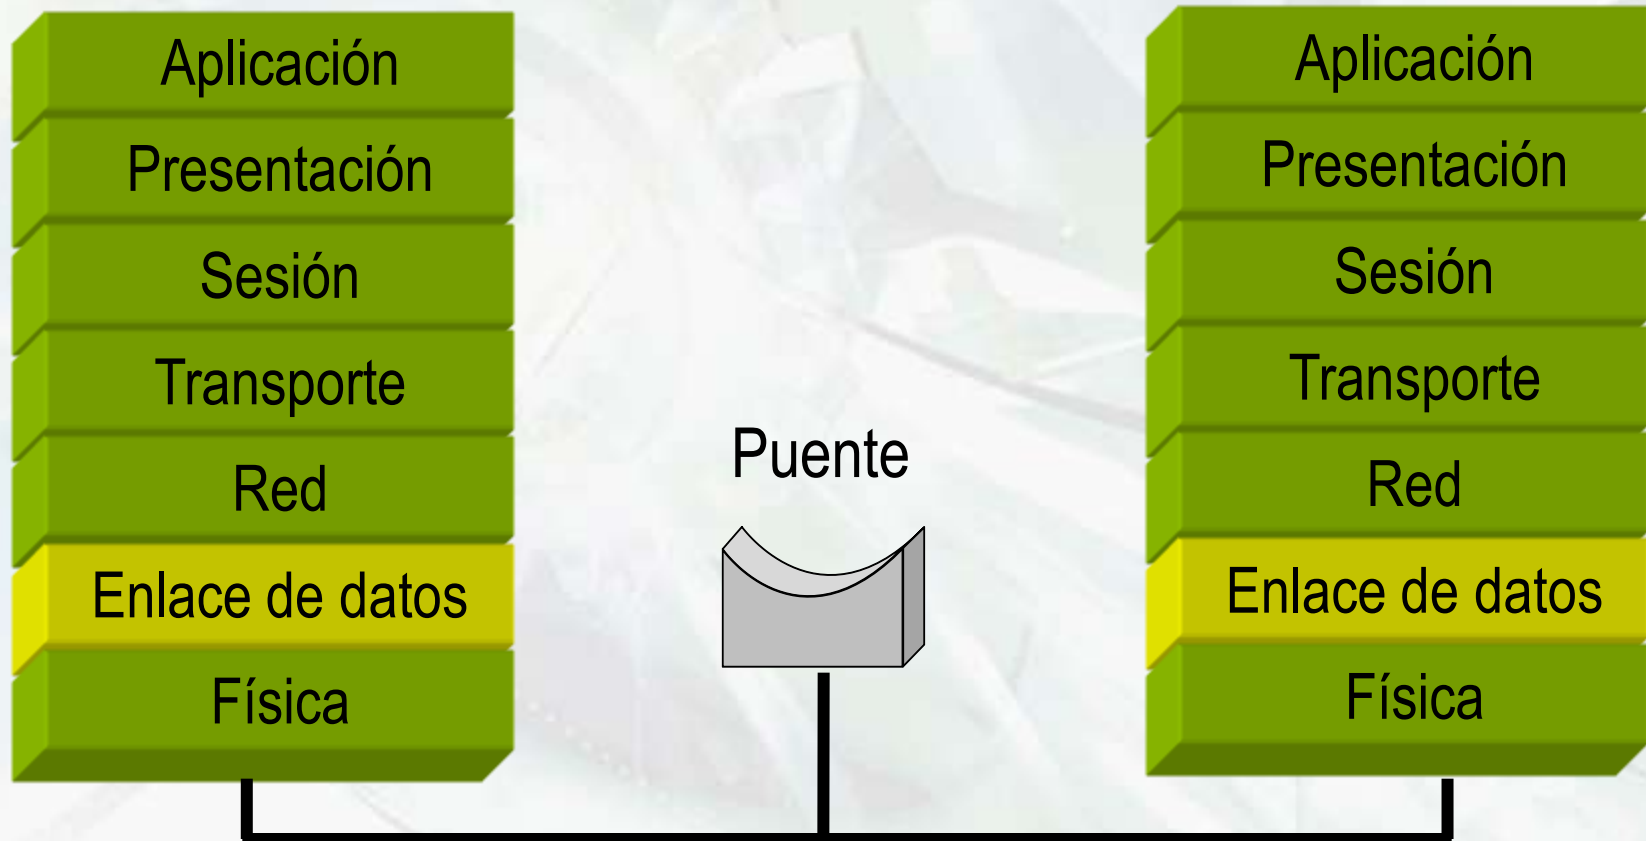 Aplicación
Presentación
Sesión
Transporte
Red
Enlace de datos
Física
Puente
Aplicación
Presentación
Sesión
Transporte
Red
Enlace de datos
Física